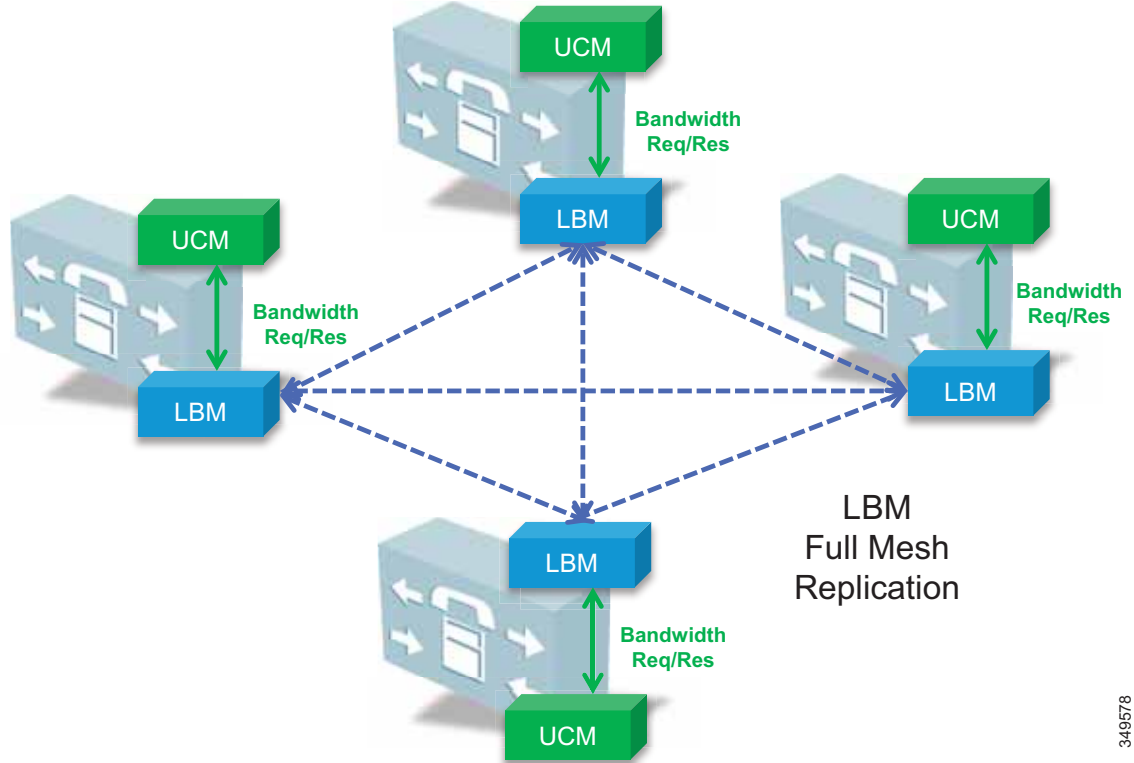 UCM
Bandwidth
Req/Res
LBM
UCM
Bandwidth
Req/Res
LBM
UCM
Bandwidth
Req/Res
LBM
LBM
Bandwidth
Req/Res
UCM
LBM
Full Mesh
Replication
349578